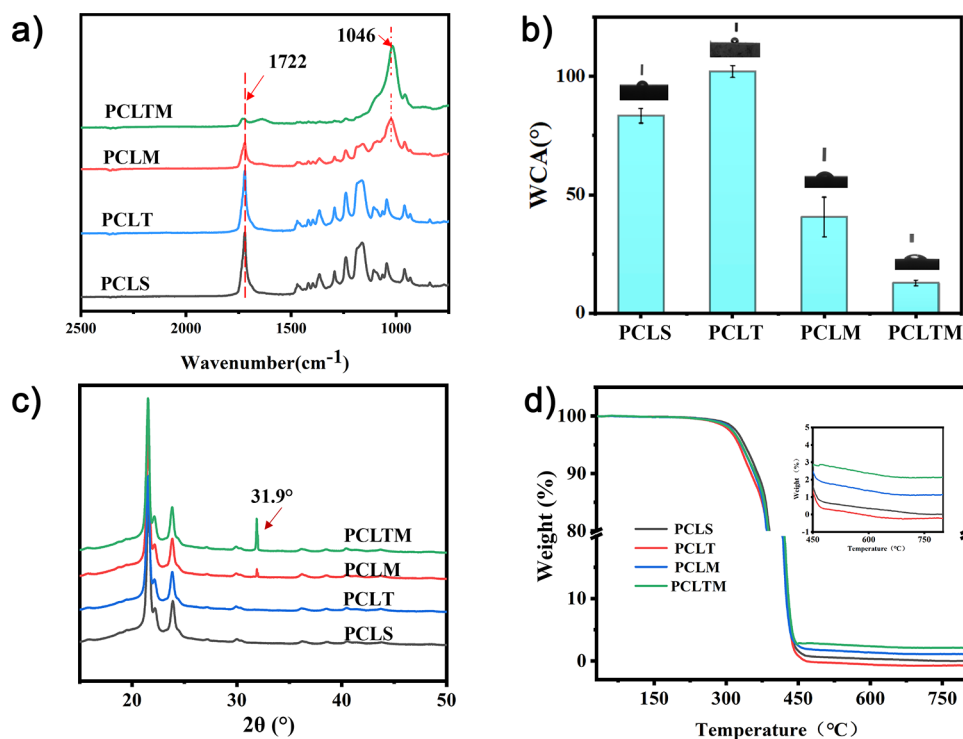 a)
1046
1722
PCLTM
PCLM
PCLT
PCLS
2500 2000 1500 1000
Wavenumber(cm-1)
b)
WCA(°)
100
50
0
PCLS PCLT PCLM PCLTM
c)
31.9°
PCLTM
PCLM
PCLT
PCLS
20 30 40 50
2θ (°)
d)
Weight (%)
100
90
80
10
0
PCLS
PCLT
PCLM
PCLTM
150 300 450 600 750
Temperature (°C)
Weight (%)
5
4
3
2
1
0
-1
450 600 750
Temperature (°C)